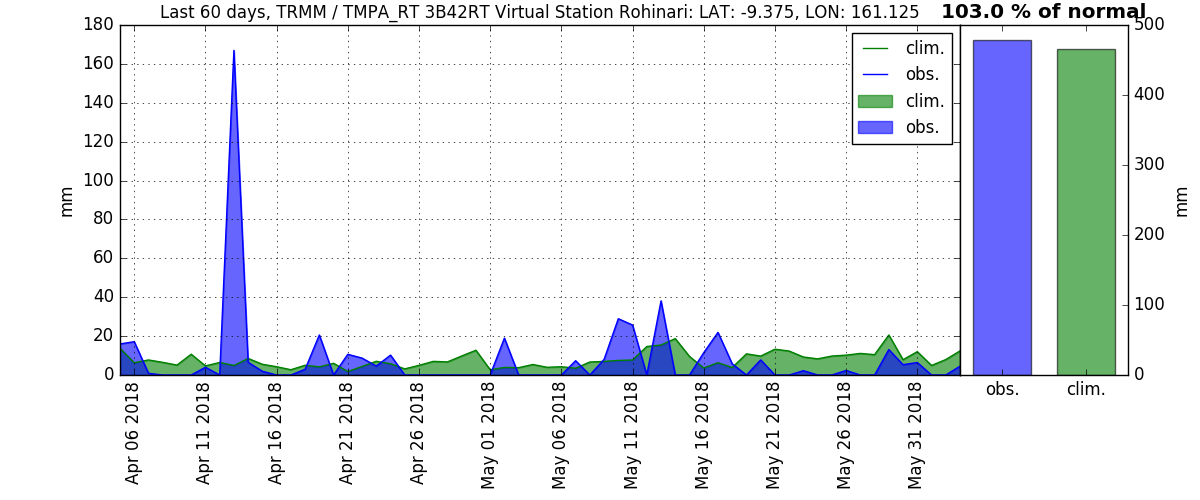 Last 60 days, TRMM / TMPA_RT 3B42RT Virtual Station Rohinari: LAT: -9.375, LON: 161.125
103.0 % of normal
180
160
140
120
100
80
60
40
20
0
mm
clim.
obs.
clim.
obs.
Apr 06 2018
Apr 11 2018
Apr 16 2018
Apr 21 2018
Apr 26 2018
May 01 2018
May 06 2018
May 11 2018
May 16 2018
May 21 2018
May 26 2018
May 31 2018
500
400
300
200
100
0
mm
obs.
clim.